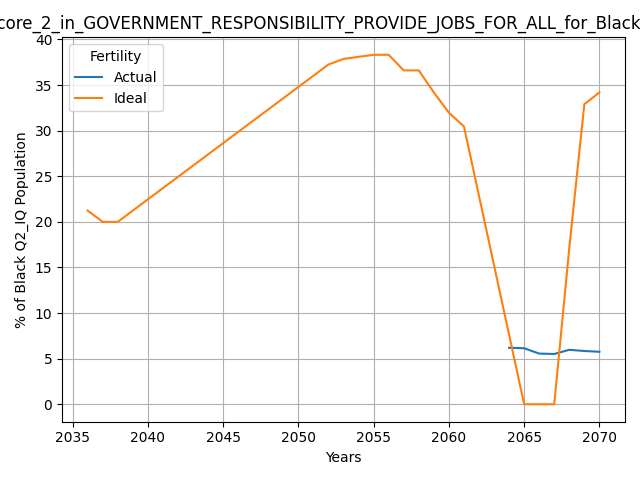 core_2_in_GOVERNMENT_RESPONSIBILITY_PROVIDE_JOBS_FOR_ALL_for_Black
Fertility
Actual
Ideal
% of Black Q2_IQ Population
40
35
30
25
20
15
10
5
0
2035 2040 2045 2050 2055 2060 2065 2070
Years